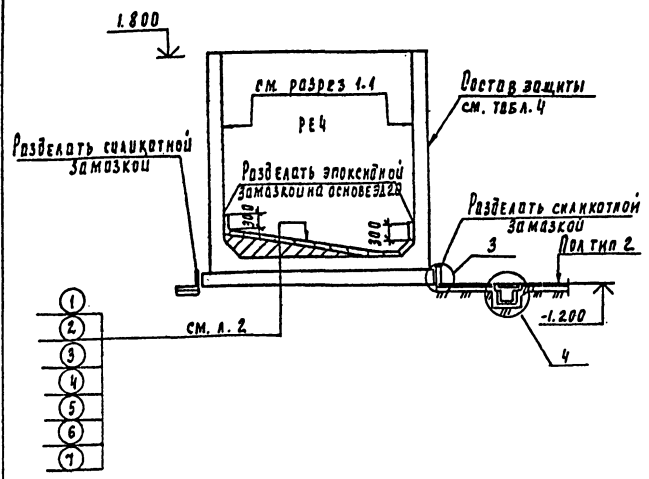 1.800
см. разрез 1-1
РЕ4
Состав защиты
см. табл. 4
Разделать силикатной
замазкой
Разделать эпоксидной
замазкой на основе ЭД20
300
300
Разделать силикатной
замазкой
3
Пол тип 2
-1.200
4
см. л. 2
1
2
3
4
5
6
7